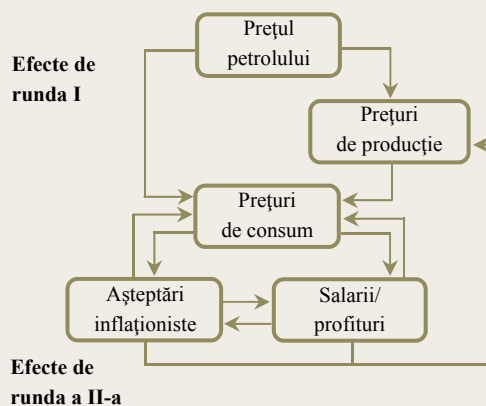 Preţul
petrolului
Efecte de
runda I
Preţuri
de producţie
Preţuri
de consum
Aşteptări
inflaţioniste
Salarii/
profituri
Efecte de
runda a II-a